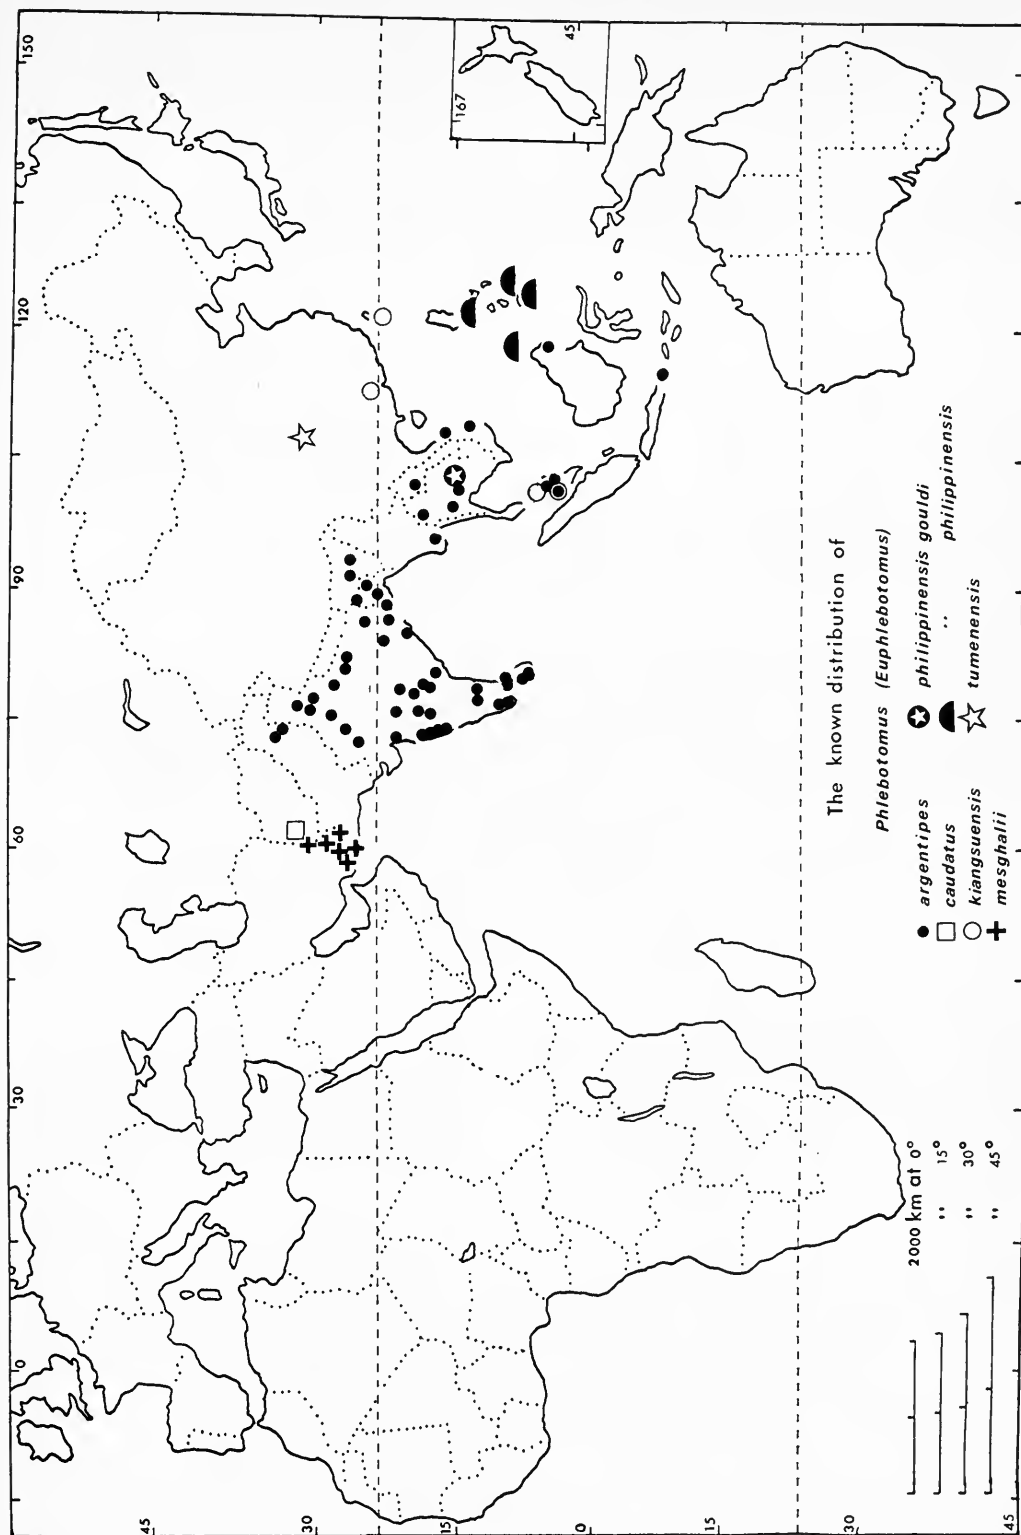 The known distribution of
Phlebotomus (Euphlebotomus)
● argentipes
□ caudatus
○ kiangsuensis
+ mesghalii
philippinensis gouldi
,, philippinensis
☆ tumenensis
2000 km at 0°
,, 15°
,, 30°
,, 45°
0
30
60
90
120
150
45
30
15
0
15
30
45
167
45